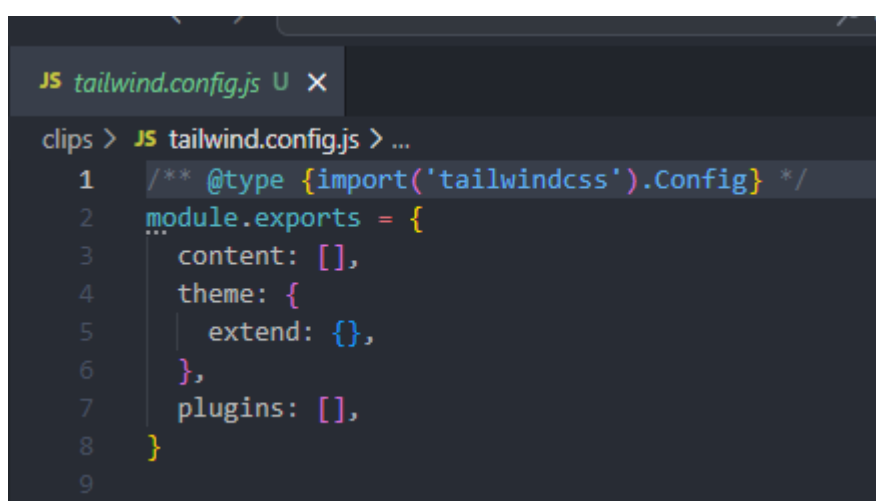 JS tailwind.config.js U ×
clips > JS tailwind.config.js > ...
1 /** @type {import('tailwindcss').Config} */
2 module.exports = {
3   content: [],
4   theme: {
5     extend: {},
6   },
7   plugins: [],
8 }
9